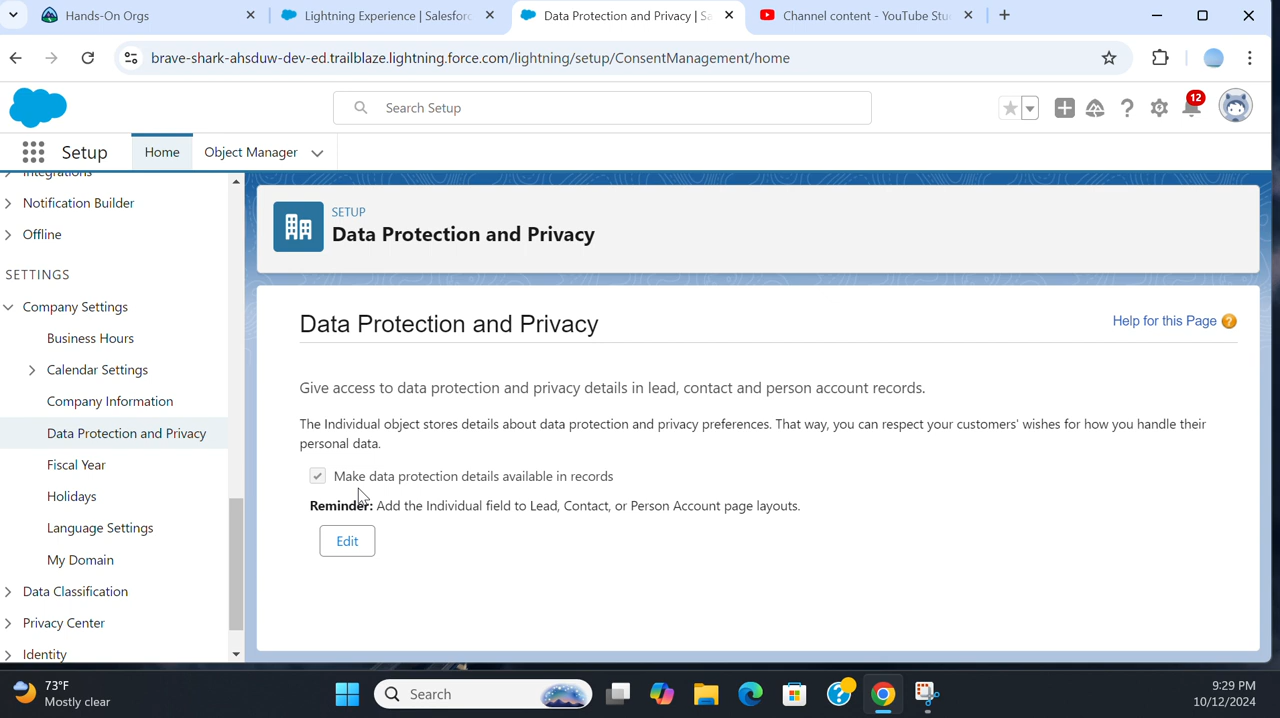 Hands-On Orgs
Lightning Experience | Salesforc
Data Protection and Privacy | Sa
Channel content - YouTube Stu
brave-shark-ahsduw-dev-ed.trailblaze.lightning.force.com/lightning/setup/ConsentManagement/home
Search Setup
12
Setup
Home
Object Manager
Integrations
Notification Builder
Offline
SETTINGS
Company Settings
Business Hours
Calendar Settings
Company Information
Data Protection and Privacy
Fiscal Year
Holidays
Language Settings
My Domain
Data Classification
Privacy Center
Identity
SETUP
Data Protection and Privacy
Data Protection and Privacy
Help for this Page
Give access to data protection and privacy details in lead, contact and person account records.
The Individual object stores details about data protection and privacy preferences. That way, you can respect your customers' wishes for how you handle their
personal data.
Make data protection details available in records
Reminder: Add the Individual field to Lead, Contact, or Person Account page layouts.
Edit
73°F
Mostly clear
Search
9:29 PM
10/12/2024